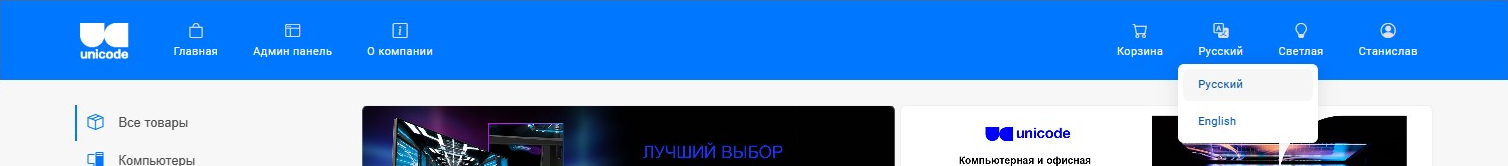 unicode
Главная
Админ панель
О компании
Корзина
Русский
Светлая
Станислав
Русский
English
Все товары
Компьютеры
ЛУЧШИЙ ВЫБОР
unicode
Компьютерная и офисная